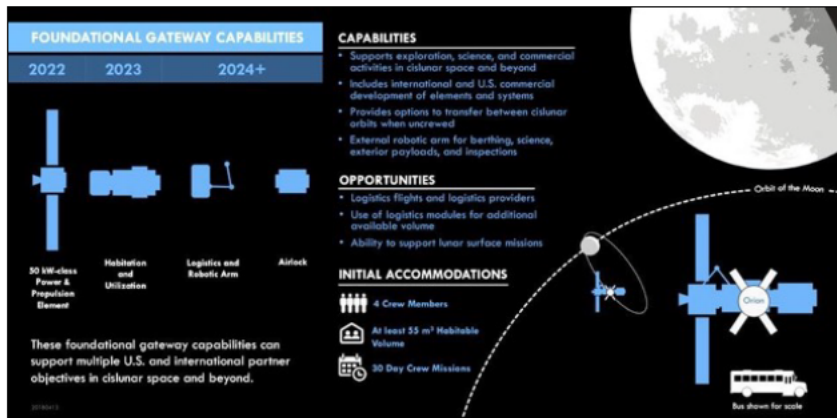 FOUNDATIONAL GATEWAY CAPABILITIES
2022 2023 2024+
50 kW-class
Power &
Propulsion
Element
Habitation
and
Utilization
Logistics and
Robotic Arm
Airlock
These foundational gateway capabilities can
support multiple U.S. and international partner
objectives in cislunar space and beyond.
CAPABILITIES
• Supports exploration, science, and commercial
activities in cislunar space and beyond
• Includes international and U.S. commercial
development of elements and systems
• Provides options to transfer between cislunar
orbits when uncrewed
• External robotic arm for berthing, science,
exterior payloads, and inspections
OPPORTUNITIES
• Logistics flights and logistics providers
• Use of logistics modules for additional
available volume
• Ability to support lunar surface missions
INITIAL ACCOMMODATIONS
4 Crew Members
At least 55 m³ Habitable
Volume
30 Day Crew Missions
Orbit of the Moon
Orion
Bus shown for scale